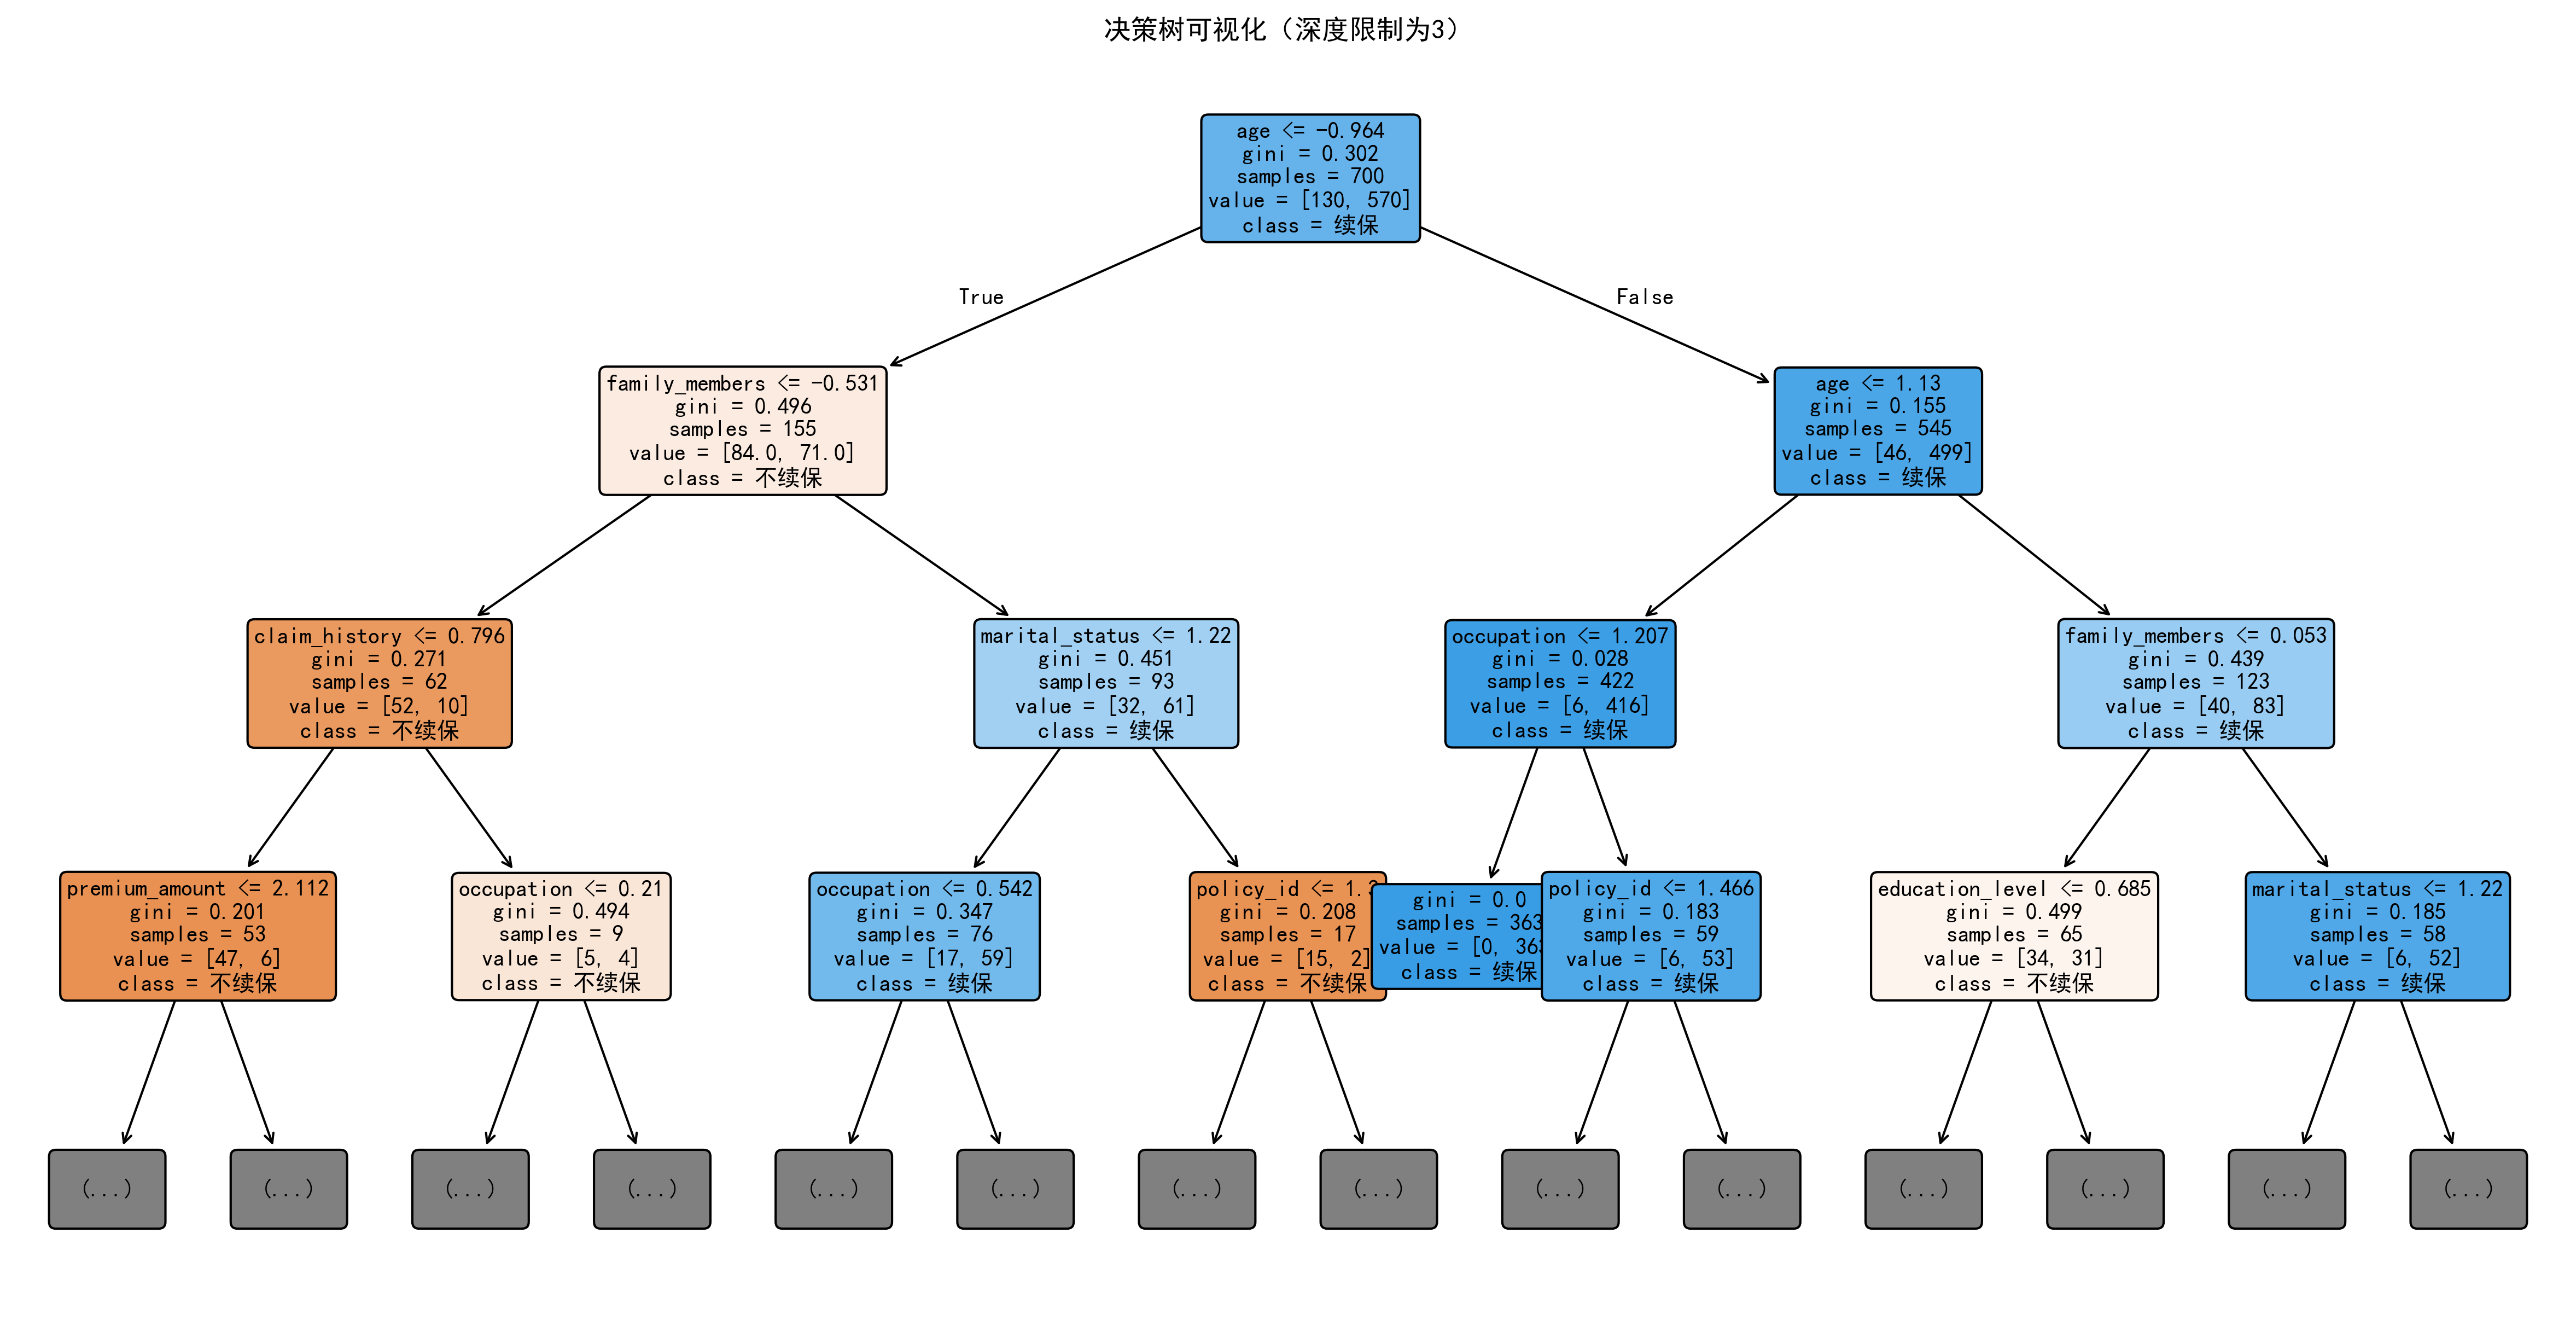 决策树可视化（深度限制为3）
age <= -0.964
gini = 0.302
samples = 700
value = [130, 570]
class = 续保
True
False
family_members <= -0.531
gini = 0.496
samples = 155
value = [84.0, 71.0]
class = 不续保
age <= 1.13
gini = 0.155
samples = 545
value = [46, 499]
class = 续保
claim_history <= 0.796
gini = 0.271
samples = 62
value = [52, 10]
class = 不续保
marital_status <= 1.22
gini = 0.451
samples = 93
value = [32, 61]
class = 续保
occupation <= 1.207
gini = 0.028
samples = 422
value = [6, 416]
class = 续保
family_members <= 0.053
gini = 0.439
samples = 123
value = [40, 83]
class = 续保
premium_amount <= 2.112
gini = 0.201
samples = 53
value = [47, 6]
class = 不续保
occupation <= 0.21
gini = 0.494
samples = 9
value = [5, 4]
class = 不续保
occupation <= 0.542
gini = 0.347
samples = 76
value = [17, 59]
class = 续保
policy_id <=
gini = 0.208
samples = 17
value = [15, 2]
class = 不续保
gini = 0.0
samples = 363
value = [0,
class = 续保
policy_id <= 1.466
gini = 0.183
samples = 59
value = [6, 53]
class = 续保
education_level <= 0.685
gini = 0.499
samples = 65
value = [34, 31]
class = 不续保
marital_status <= 1.22
gini = 0.185
samples = 58
value = [6, 52]
class = 续保
(...)
(...)
(...)
(...)
(...)
(...)
(...)
(...)
(...)
(...)
(...)
(...)
(...)
(...)